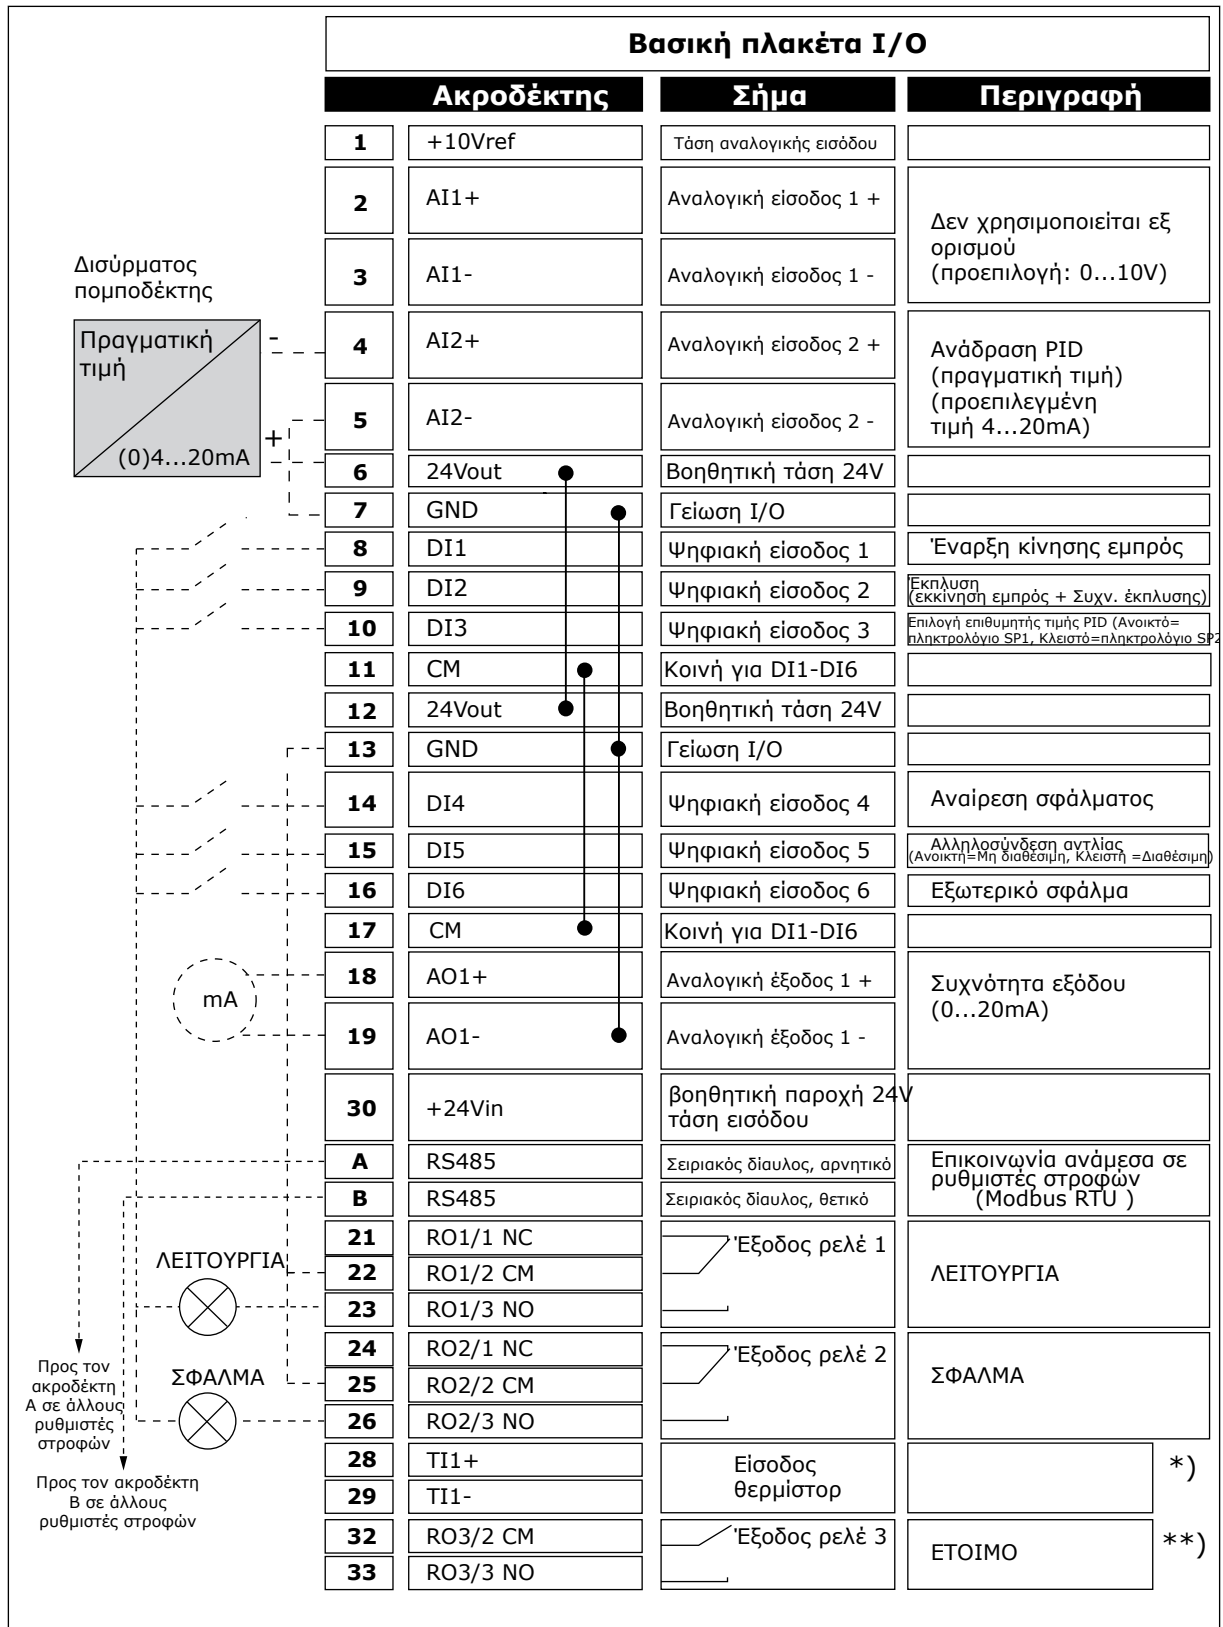 Βασική πλακέτα I/O
Ακροδέκτης Σήμα Περιγραφή
1 +10Vref Τάση αναλογικής εισόδου
2 AI1+ Αναλογική είσοδος 1 +
Δεν χρησιμοποιείται εξ
ορισμού
(προεπιλογή: 0...10V)
3 AI1- Αναλογική είσοδος 1 -
Δισύρματος
πομποδέκτης
Πραγματική
τιμή
(0)4...20mA
-
+
4 AI2+ Αναλογική είσοδος 2 +
Ανάδραση PID
(πραγματική τιμή)
(προεπιλεγμένη
τιμή 4...20mA)
5 AI2- Αναλογική είσοδος 2 -
6 24Vout Βοηθητική τάση 24V
7 GND Γείωση I/O
8 DI1 Ψηφιακή είσοδος 1 Έναρξη κίνησης εμπρός
9 DI2 Ψηφιακή είσοδος 2
Έκπλυση
(εκκίνηση εμπρός + Συχν. έκπλυσης)
10 DI3 Ψηφιακή είσοδος 3
Επιλογή επιθυμητής τιμής PID (Ανοικτό=
πληκτρολόγιο SP1, Κλειστό=πληκτρολόγιο SP2
11 CM Κοινή για DI1-DI6
12 24Vout Βοηθητική τάση 24V
13 GND Γείωση I/O
14 DI4 Ψηφιακή είσοδος 4 Αναίρεση σφάλματος
15 DI5 Ψηφιακή είσοδος 5
Αλληλοσύνδεση αντλίας
(Ανοικτή=Μη διαθέσιμη, Κλειστή =Διαθέσιμη)
16 DI6 Ψηφιακή είσοδος 6 Εξωτερικό σφάλμα
17 CM Κοινή για DI1-DI6
18 AO1+ Αναλογική έξοδος 1 +
Συχνότητα εξόδου
(0...20mA)
mA
19 AO1- Αναλογική έξοδος 1 -
30 +24Vin
βοηθητική παροχή 24V
τάση εισόδου
A RS485 Σειριακός δίαυλος, αρνητικό
Επικοινωνία ανάμεσα σε
ρυθμιστές στροφών
(Modbus RTU )
B RS485 Σειριακός δίαυλος, θετικό
21 RO1/1 NC Έξοδος ρελέ 1
ΛΕΙΤΟΥΡΓΙΑ
22 RO1/2 CM ΛΕΙΤΟΥΡΓΙΑ
23 RO1/3 NO
24 RO2/1 NC Έξοδος ρελέ 2
ΣΦΑΛΜΑ
25 RO2/2 CM ΣΦΑΛΜΑ
26 RO2/3 NO
Προς τον
ακροδέκτη
A σε άλλους
ρυθμιστές
στροφών
28 TI1+
Είσοδος
θερμίστορ
*)
29 TI1-
Προς τον ακροδέκτη
B σε άλλους
ρυθμιστές στροφών
32 RO3/2 CM Έξοδος ρελέ 3
ΕΤΟΙΜΟ
**)
33 RO3/3 NO